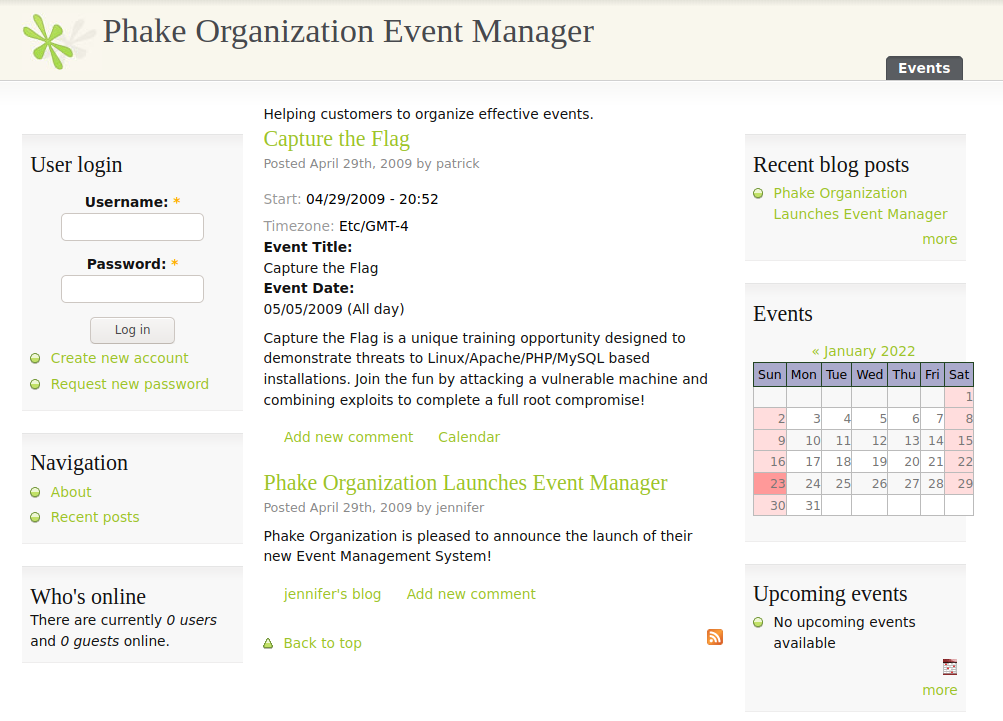 Phake Organization Event Manager
Events
Helping customers to organize effective events.
User login
Username: *
Password: *
Log in
Create new account
Request new password
Navigation
About
Recent posts
Who's online
There are currently 0 users
and 0 guests online.
Capture the Flag
Posted April 29th, 2009 by patrick
Start: 04/29/2009 - 20:52
Timezone: Etc/GMT-4
Event Title:
Capture the Flag
Event Date:
05/05/2009 (All day)
Capture the Flag is a unique training opportunity designed to
demonstrate threats to Linux/Apache/PHP/MySQL based
installations. Join the fun by attacking a vulnerable machine and
combining exploits to complete a full root compromise!
Add new comment Calendar
Phake Organization Launches Event Manager
Posted April 29th, 2009 by jennifer
Phake Organization is pleased to announce the launch of their
new Event Management System!
jennifer's blog Add new comment
Back to top
Recent blog posts
Phake Organization
Launches Event Manager
more
Events
« January 2022
Sun Mon Tue Wed Thu Fri Sat
1
2 3 4 5 6 7 8
9 10 11 12 13 14 15
16 17 18 19 20 21 22
23 24 25 26 27 28 29
30 31
Upcoming events
No upcoming events
available
more